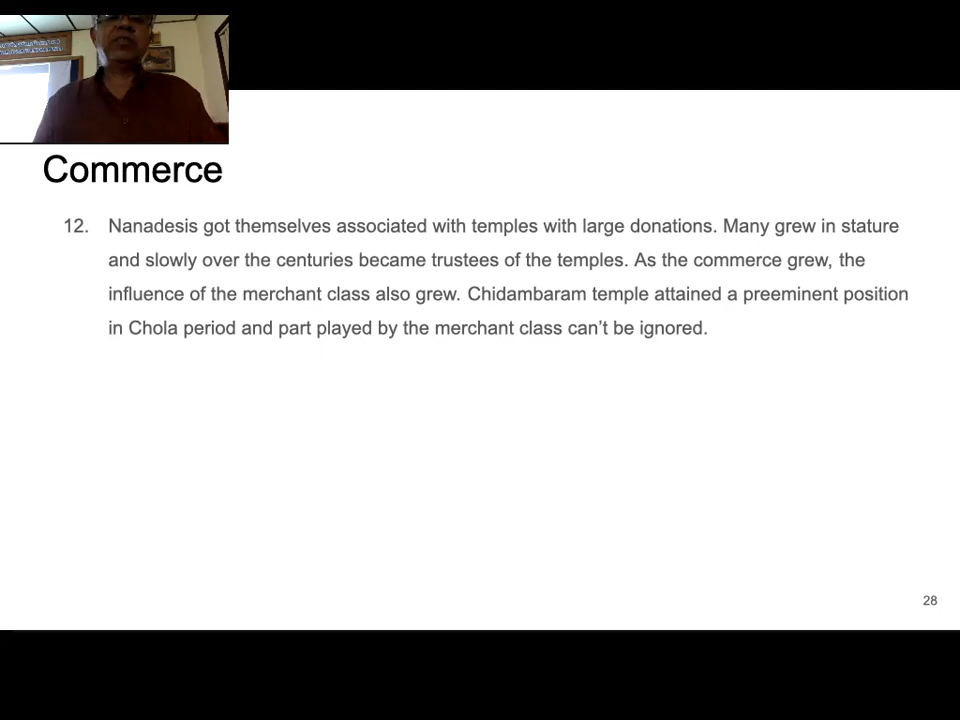 Commerce
12. Nanadesis got themselves associated with temples with large donations. Many grew in stature
and slowly over the centuries became trustees of the temples. As the commerce grew, the
influence of the merchant class also grew. Chidambaram temple attained a preeminent position
in Chola period and part played by the merchant class can’t be ignored.
28